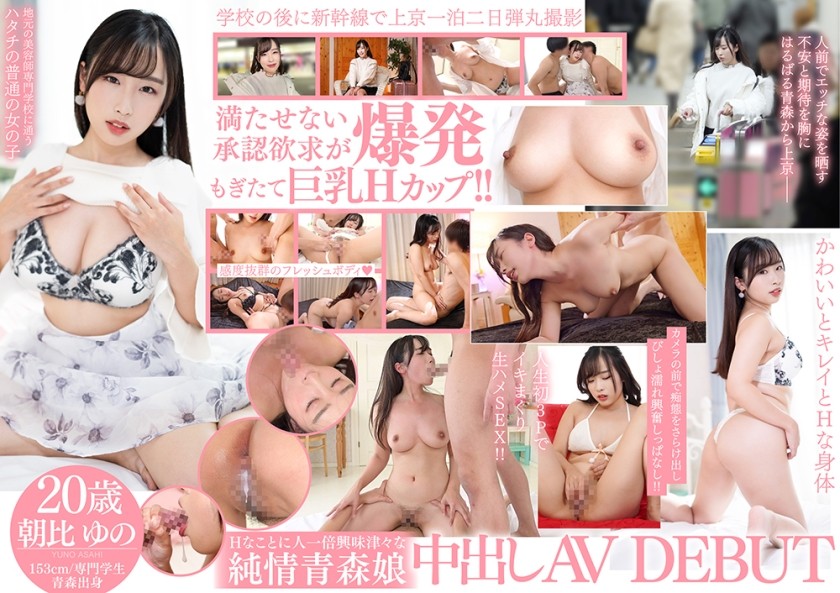 学校の後に新幹線で上京一泊二日弾丸撮影
地元の美容師専門学校に通う
ハタチの普通の女の子
人前でエッチな姿を晒す
不安と期待を胸に
はるばる青森から上京――
満たせない
承認欲求が爆発
もぎたて巨乳Hカップ!!
感度抜群のフレッシュボディ♥
かわいいとキレイとHな身体
カメラの前で痴態をさらけ出し
びしょ濡れ興奮しっぱなし!!
人生初3Pで
イキまくり
生ハメSEX!!
20歳
朝比 ゆの
YUNO ASAHI
153cm/専門学生
青森出身
Hなことに人一倍興味津々な
純情青森娘 中出しAV DEBUT